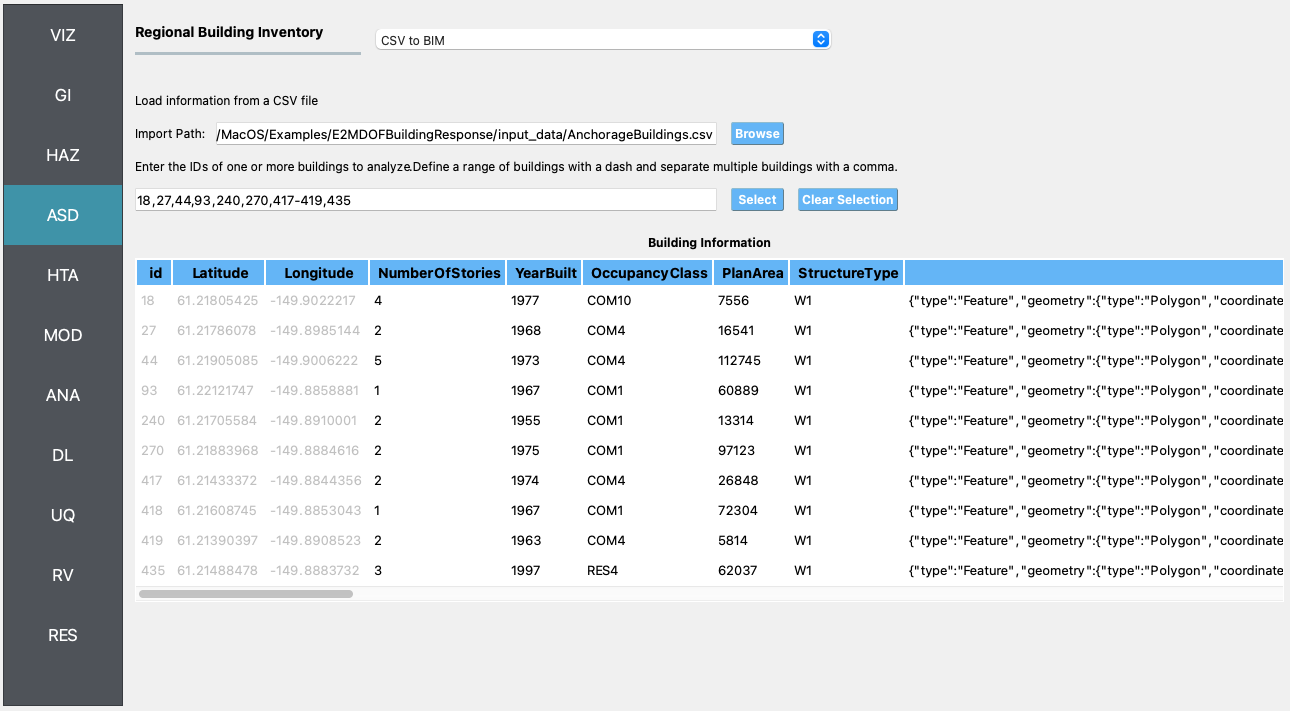 VIZ
GI
HAZ
ASD
HTA
MOD
ANA
DL
UQ
RV
RES
Regional Building Inventory
CSV to BIM
Load information from a CSV file
Import Path: /MacOS/Examples/E2MDOFBuildingResponse/input_data/AnchorageBuildings.csv Browse
Enter the IDs of one or more buildings to analyze.Define a range of buildings with a dash and separate multiple buildings with a comma.
18,27,44,93,240,270,417-419,435 Select Clear Selection
Building Information
id Latitude Longitude NumberOfStories YearBuilt OccupancyClass PlanArea StructureType
18 61.21805425 -149.9022217 4 1977 COM10 7556 W1 {"type":"Feature","geometry":{"type":"Polygon","coordinate
27 61.21786078 -149.8985144 2 1968 COM4 16541 W1 {"type":"Feature","geometry":{"type":"Polygon","coordinate
44 61.21905085 -149.9006222 5 1973 COM4 112745 W1 {"type":"Feature","geometry":{"type":"Polygon","coordinate
93 61.22121747 -149.8858881 1 1967 COM1 60889 W1 {"type":"Feature","geometry":{"type":"Polygon","coordinate
240 61.21705584 -149.8910001 2 1955 COM1 13314 W1 {"type":"Feature","geometry":{"type":"Polygon","coordinate
270 61.21883968 -149.8884616 2 1975 COM1 97123 W1 {"type":"Feature","geometry":{"type":"Polygon","coordinate
417 61.21433372 -149.8844356 2 1974 COM4 26848 W1 {"type":"Feature","geometry":{"type":"Polygon","coordinate
418 61.21608745 -149.8853043 1 1967 COM1 72304 W1 {"type":"Feature","geometry":{"type":"Polygon","coordinate
419 61.21390397 -149.8908523 2 1963 COM4 5814 W1 {"type":"Feature","geometry":{"type":"Polygon","coordinate
435 61.21488478 -149.8883732 3 1997 RES4 62037 W1 {"type":"Feature","geometry":{"type":"Polygon","coordinate